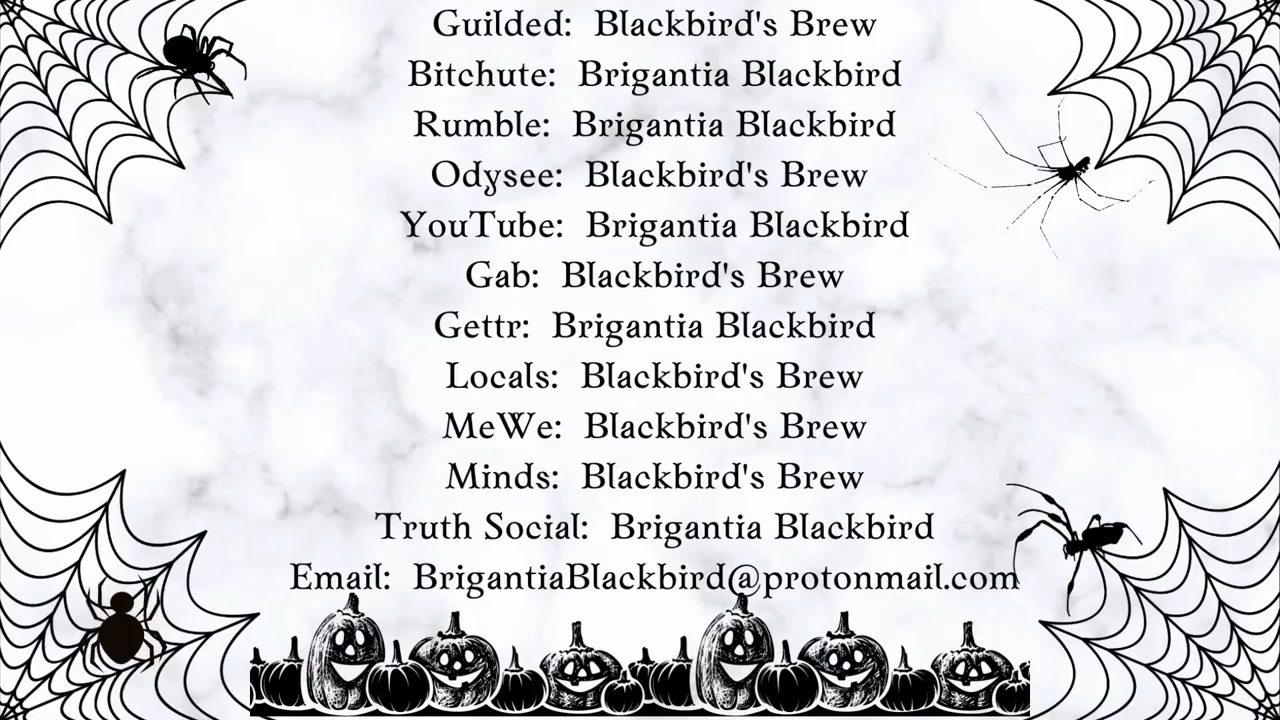 Guilded: Blackbird's Brew
Bitchute: Brigantia Blackbird
Rumble: Brigantia Blackbird
Odysee: Blackbird's Brew
YouTube: Brigantia Blackbird
Gab: Blackbird's Brew
Gettr: Brigantia Blackbird
Locals: Blackbird's Brew
MeWe: Blackbird's Brew
Minds: Blackbird's Brew
Truth Social: Brigantia Blackbird
Email: BrigantiaBlackbird@protonmail.com